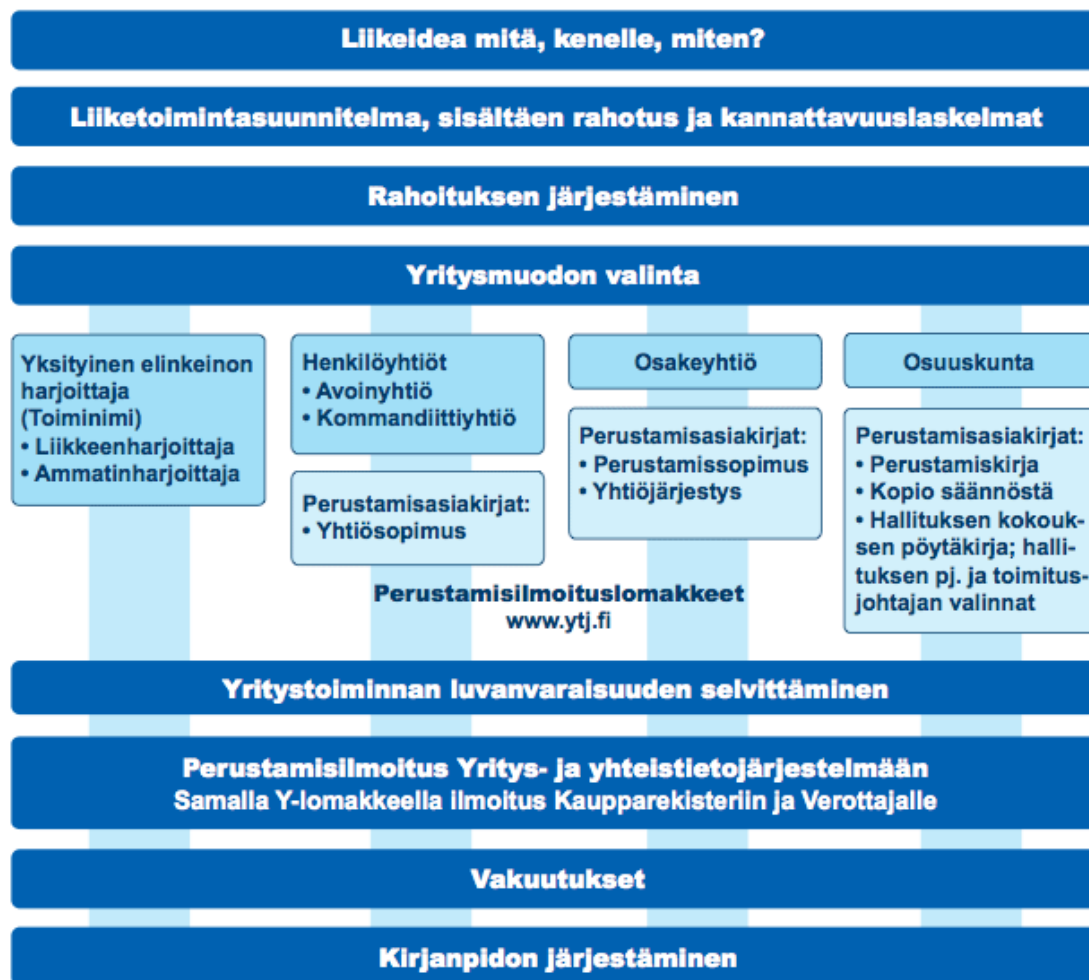 Liikeidea mitä, kenelle, miten?
Liiketoimintasuunnitelma, sisältäen rahotus ja kannattavuuslaskelmat
Rahoituksen järjestäminen
Yritysmuodon valinta
Yksityinen elinkeinon
harjoittaja
(Toiminimi)
• Liikkeenharjoittaja
• Ammatinharjoittaja
Henkilöyhtiöt
• Avoinyhtiö
• Kommandiittiyhtiö
Perustamisasiakirjat:
• Yhtiösopimus
Osakeyhtiö
Perustamisasiakirjat:
• Perustamissopimus
• Yhtiöjärjestys
Osuuskunta
Perustamisasiakirjat:
• Perustamiskirja
• Kopio säännöstä
• Hallituksen kokouk-
sen pöytäkirja; halli-
tuksen pj. ja toimitus-
johtajan valinnat
Perustamisilmoituslomakkeet
www.ytj.fi
Yritystoiminnan luvanvaraisuuden selvittäminen
Perustamisilmoitus Yritys- ja yhteistietojärjestelmään
Samalla Y-lomakkeella ilmoitus Kaupparekisteriin ja Verottajalle
Vakuutukset
Kirjanpidon järjestäminen